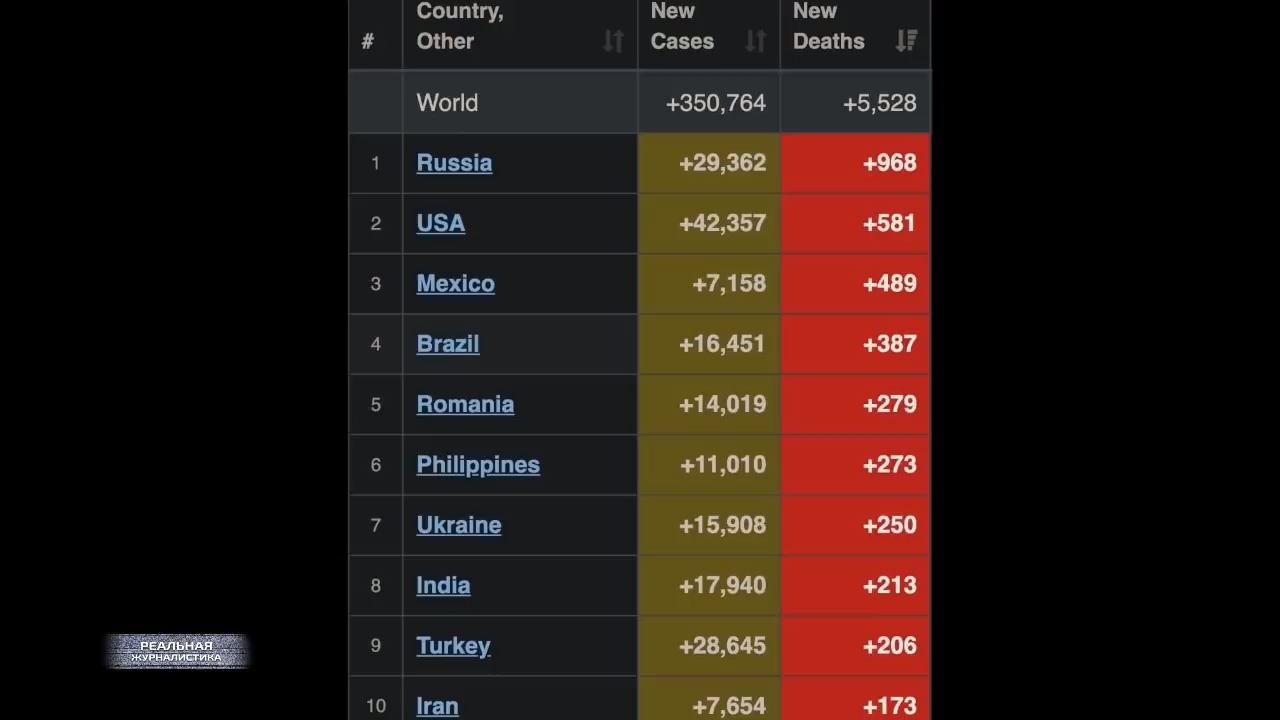 # Country, Other New Cases New Deaths
World +350,764 +5,528
1 Russia +29,362 +968
2 USA +42,357 +581
3 Mexico +7,158 +489
4 Brazil +16,451 +387
5 Romania +14,019 +279
6 Philippines +11,010 +273
7 Ukraine +15,908 +250
8 India +17,940 +213
9 Turkey +28,645 +206
10 Iran +7,654 +173
РЕАЛЬНАЯ
ЖУРНАЛИСТИКА